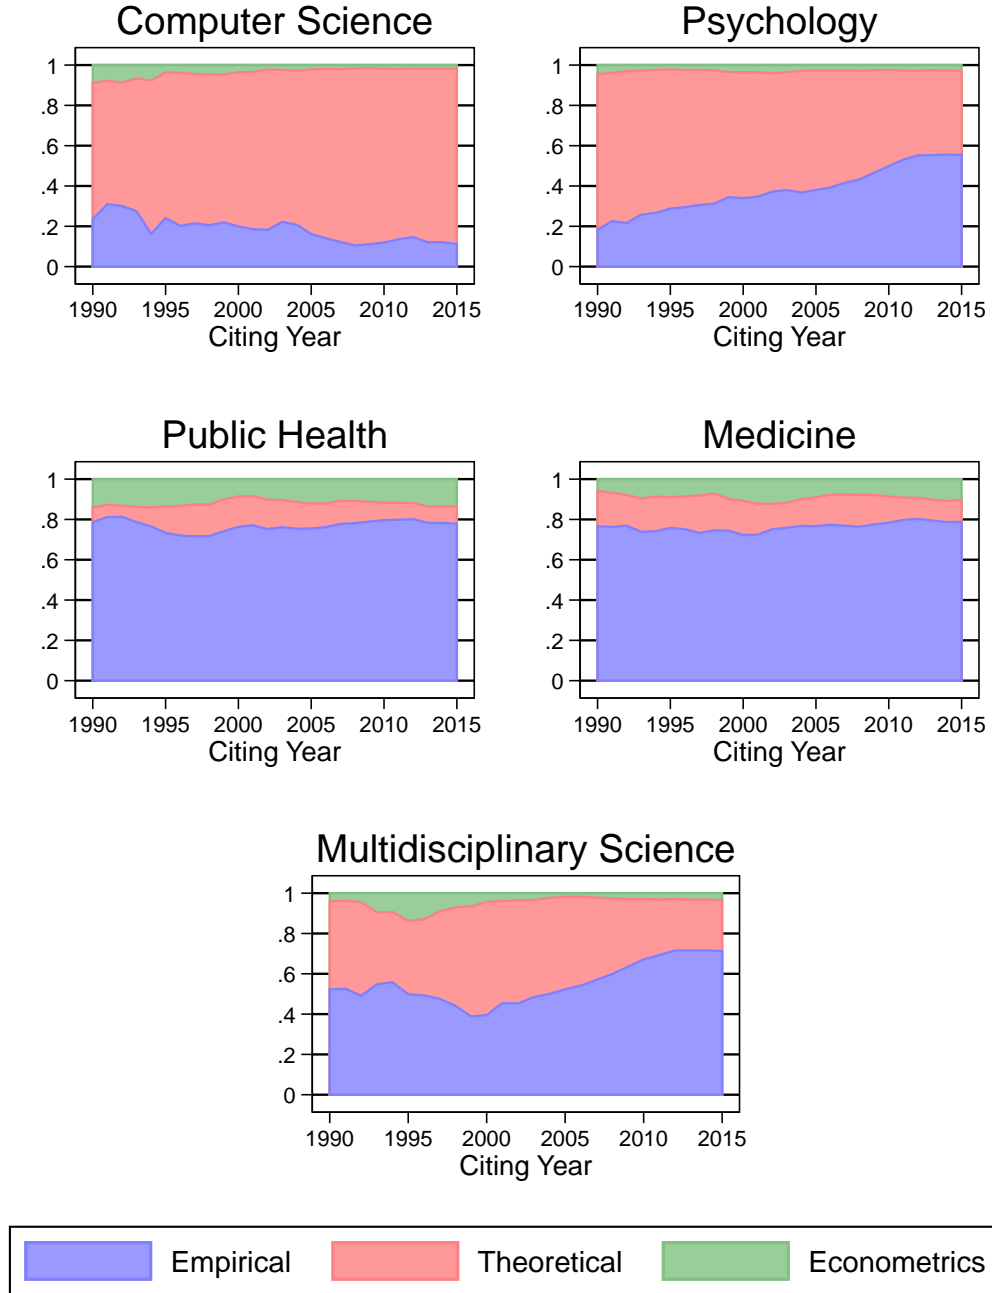 Computer Science
1
.8
.6
.4
.2
0
1990 1995 2000 2005 2010 2015
Citing Year
Psychology
1
.8
.6
.4
.2
0
1990 1995 2000 2005 2010 2015
Citing Year
Public Health
1
.8
.6
.4
.2
0
1990 1995 2000 2005 2010 2015
Citing Year
Medicine
1
.8
.6
.4
.2
0
1990 1995 2000 2005 2010 2015
Citing Year
Multidisciplinary Science
1
.8
.6
.4
.2
0
1990 1995 2000 2005 2010 2015
Citing Year
Empirical Theoretical Econometrics